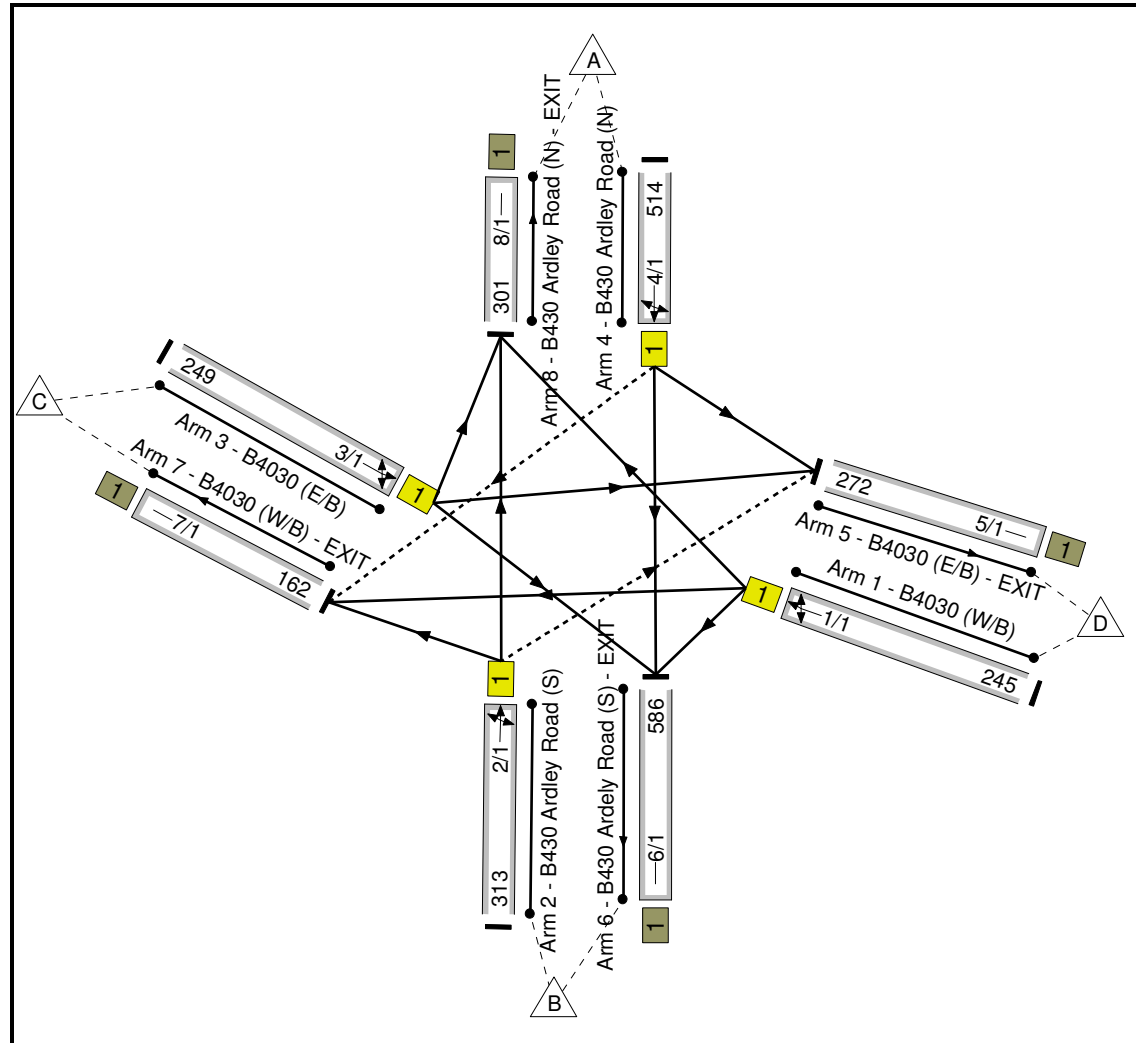 A
Arm 8 - B430 Ardley Road (N) - EXIT
Arm 4 - B430 Ardley Road (N)
1
8/1
301
514
4/1
1
C
249
3/1
Arm 3 - B4030 (E/B)
1
Arm 7 - B4030 (W/B) - EXIT
1
7/1
162
272
5/1
1
Arm 5 - B4030 (E/B) - EXIT
Arm 1 - B4030 (W/B)
1
1/1
245
D
1
2/1
313
Arm 2 - B430 Ardley Road (S)
Arm 6 - B430 Ardely Road (S) - EXIT
586
6/1
1
B